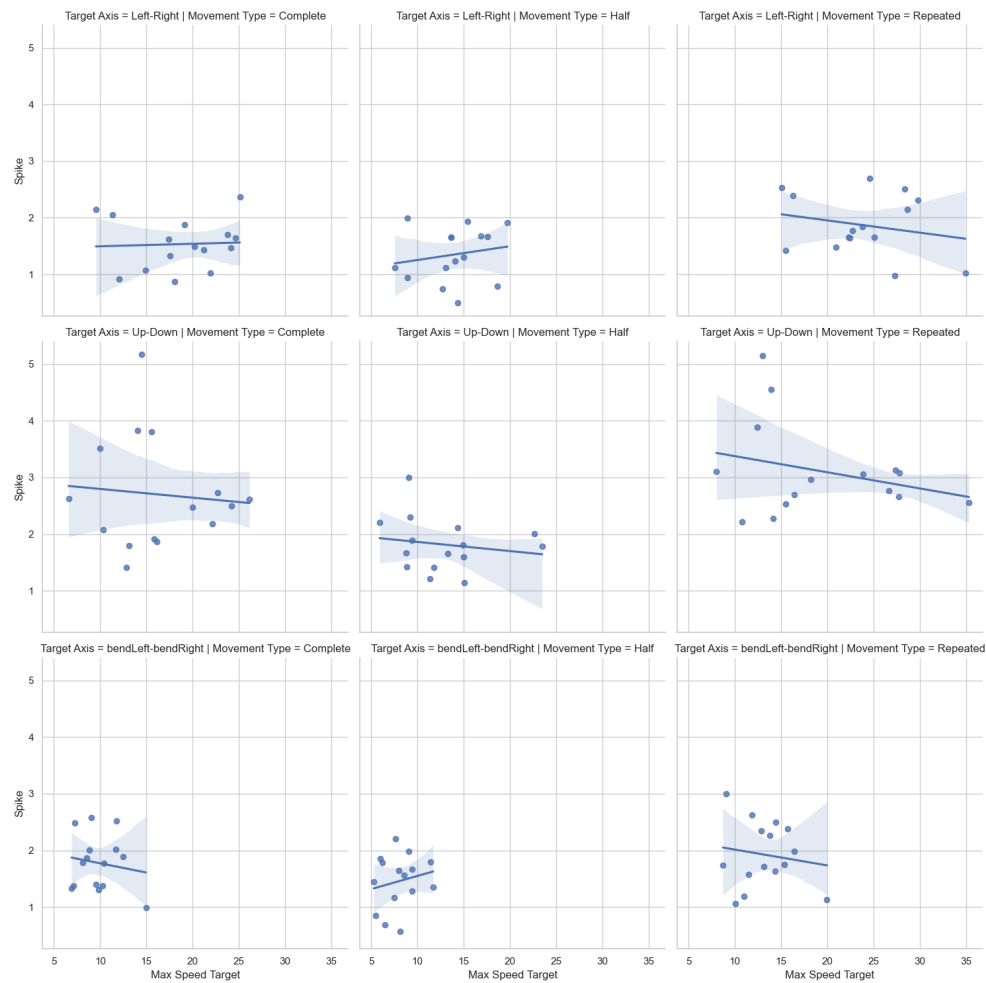 Target Axis = Left-Right | Movement Type = Complete
Target Axis = Left-Right | Movement Type = Half
Target Axis = Left-Right | Movement Type = Repeated
5
4
3
2
1
Spike
Target Axis = Up-Down | Movement Type = Complete
Target Axis = Up-Down | Movement Type = Half
Target Axis = Up-Down | Movement Type = Repeated
5
4
3
2
1
Spike
Target Axis = bendLeft-bendRight | Movement Type = Complete
Target Axis = bendLeft-bendRight | Movement Type = Half
Target Axis = bendLeft-bendRight | Movement Type = Repeated
5
4
3
2
1
Spike
5 10 15 20 25 30 35
Max Speed Target
5 10 15 20 25 30 35
Max Speed Target
5 10 15 20 25 30 35
Max Speed Target